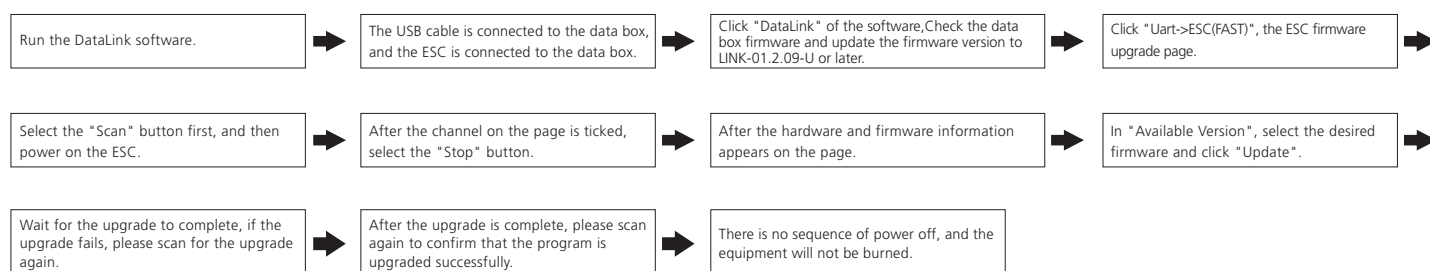 Run the DataLink software.
The USB cable is connected to the data box,
and the ESC is connected to the data box.
Click "DataLink" of the software,Check the data
box firmware and update the firmware version to
LINK-01.2.09-U or later.
Click "Uart->ESC(FAST)", the ESC firmware
upgrade page.
Select the "Scan" button first, and then
power on the ESC.
After the channel on the page is ticked,
select the "Stop" button.
After the hardware and firmware information
appears on the page.
In "Available Version", select the desired
firmware and click "Update".
Wait for the upgrade to complete, if the
upgrade fails, please scan for the upgrade
again.
After the upgrade is complete, please scan
again to confirm that the program is
upgraded successfully.
There is no sequence of power off, and the
equipment will not be burned.